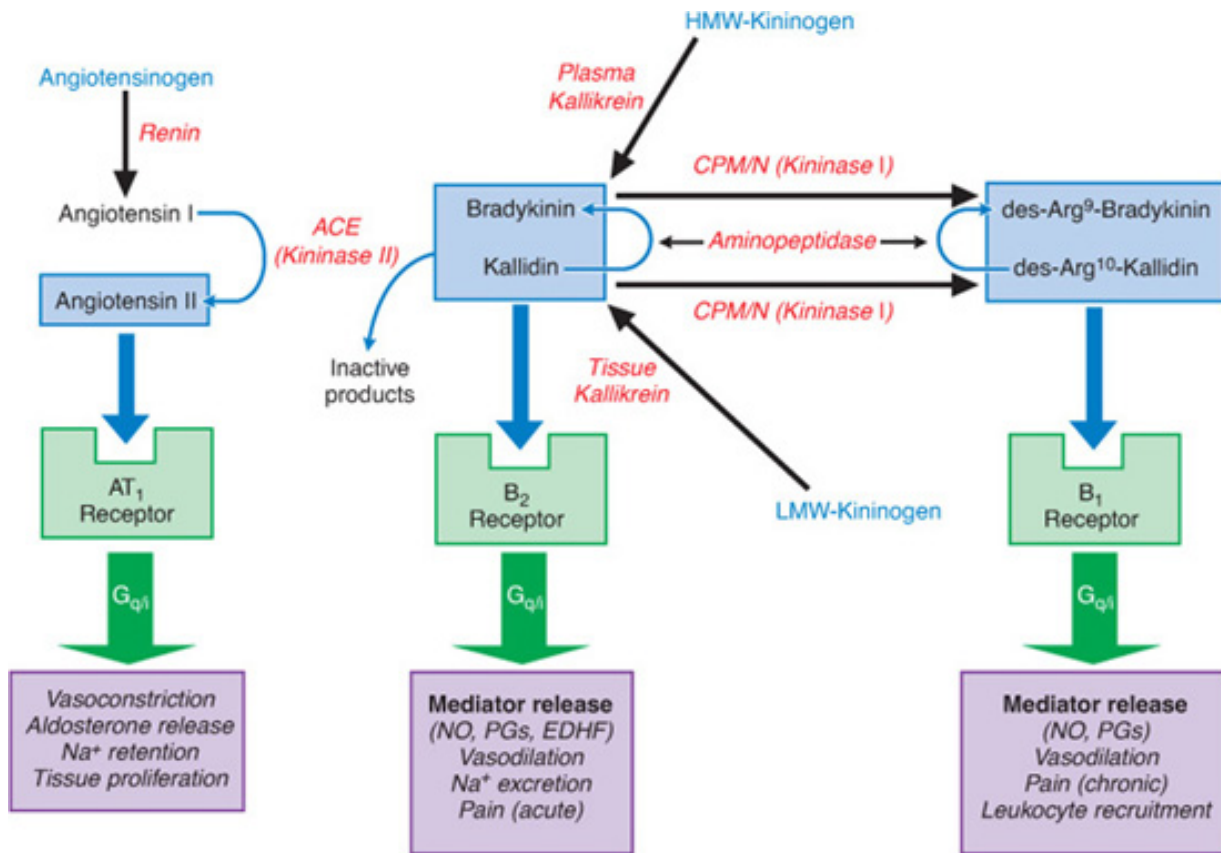 HMW-Kininogen
Angiotensinogen
Plasma
Kallikrein
Renin
CPM/N (Kininase I)
Angiotensin I
ACE
(Kininase II)
Bradykinin
Aminopeptidase
des-Arg⁹-Bradykinin
Kallidin
des-Arg¹⁰-Kallidin
Angiotensin II
CPM/N (Kininase I)
Inactive
products
Tissue
Kallikrein
AT₁
Receptor
B₂
Receptor
LMW-Kininogen
B₁
Receptor
Gq/i
Gq/i
Gq/i
Vasoconstriction
Aldosterone release
Na⁺ retention
Tissue proliferation
Mediator release
(NO, PGs, EDHF)
Vasodilation
Na⁺ excretion
Pain (acute)
Mediator release
(NO, PGs)
Vasodilation
Pain (chronic)
Leukocyte recruitment